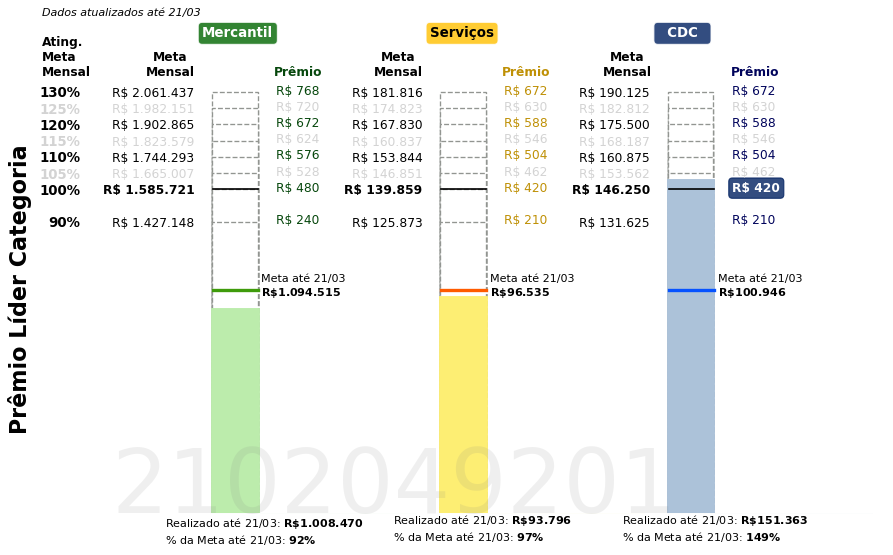 Dados atualizados até 21/03
Mercantil Serviços CDC
Ating. Meta Mensal Meta Mensal Prêmio Meta Mensal Prêmio Meta Mensal Prêmio
130% R$ 2.061.437 R$ 768 R$ 181.816 R$ 672 R$ 190.125 R$ 672
125% R$ 1.982.151 R$ 720 R$ 174.823 R$ 630 R$ 182.812 R$ 630
120% R$ 1.902.865 R$ 672 R$ 167.830 R$ 588 R$ 175.500 R$ 588
115% R$ 1.823.579 R$ 624 R$ 160.837 R$ 546 R$ 168.187 R$ 546
110% R$ 1.744.293 R$ 576 R$ 153.844 R$ 504 R$ 160.875 R$ 504
105% R$ 1.665.007 R$ 528 R$ 146.851 R$ 462 R$ 153.562 R$ 462
100% R$ 1.585.721 R$ 480 R$ 139.859 R$ 420 R$ 146.250 R$ 420
90% R$ 1.427.148 R$ 240 R$ 125.873 R$ 210 R$ 131.625 R$ 210
Prêmio Líder Categoria
Meta até 21/03 Meta até 21/03 Meta até 21/03
R$1.094.515 R$96.535 R$100.946
2102049201
Realizado até 21/03: R$1.008.470 Realizado até 21/03: R$93.796 Realizado até 21/03: R$151.363
% da Meta até 21/03: 92% % da Meta até 21/03: 97% % da Meta até 21/03: 149%